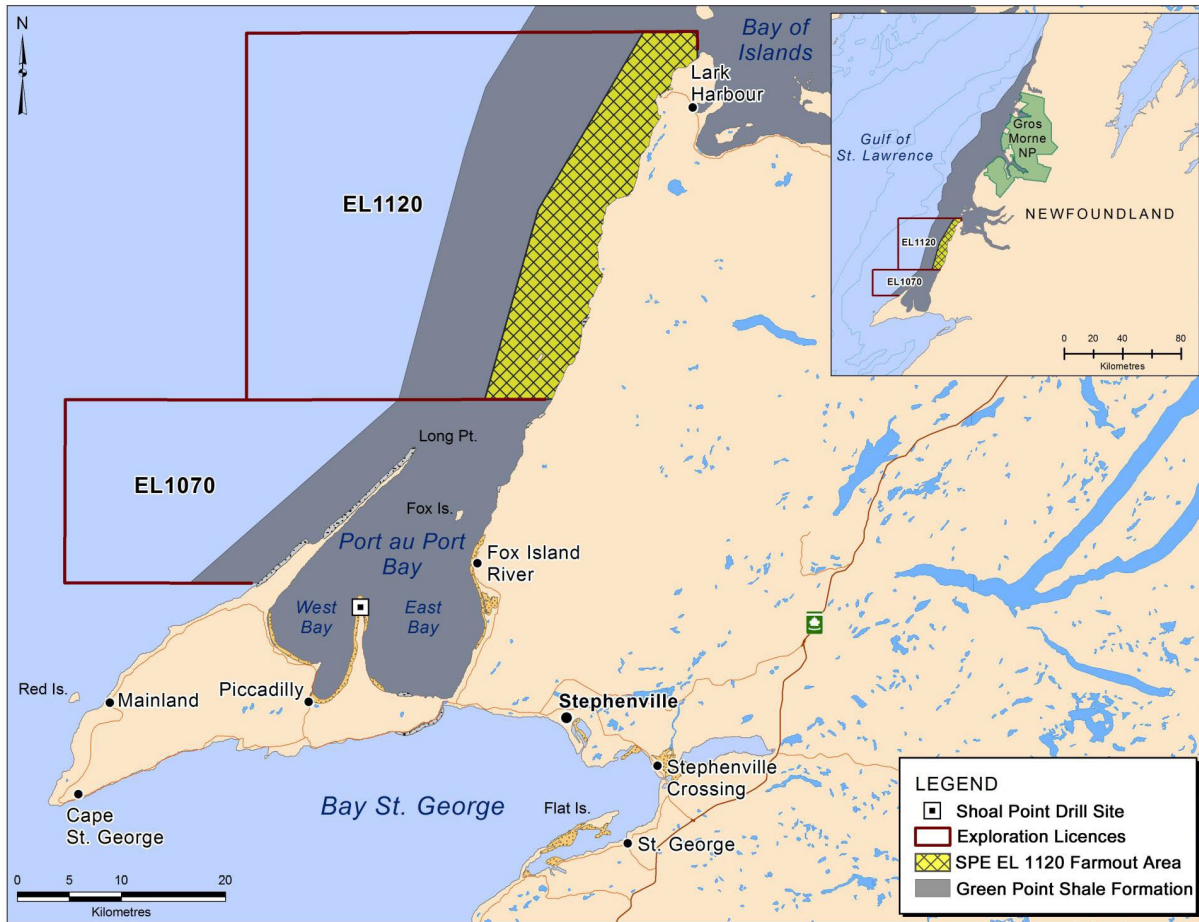 N
Bay of
Islands
Lark
Harbour
EL1120
EL1070
Long Pt.
Fox Is.
Port au Port
Bay
Fox Island
River
West
Bay
East
Bay
Red Is.
Mainland
Piccadilly
Stephenville
Stephenville
Crossing
Cape
St. George
Bay St. George
Flat Is.
St. George
0 5 10 20
Kilometres
Gulf of
St. Lawrence
Gros
Morne
NP
NEWFOUNDLAND
EL1120
EL1070
0 20 40 80
Kilometres
LEGEND
Shoal Point Drill Site
Exploration Licences
SPE EL 1120 Farmout Area
Green Point Shale Formation